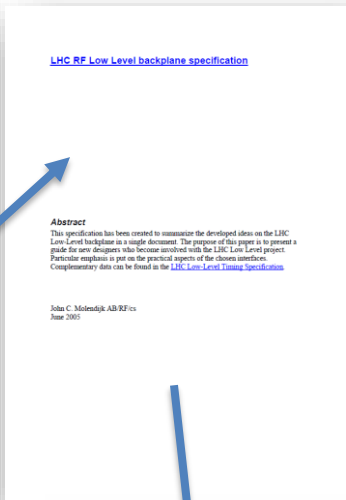 LHC RF Low Level backplane specification
Abstract
This specification has been created to summarize the developed ideas on the LHC
Low-Level backplane in a single document. The purpose of this paper is to present a
guide for new designers who become involved with the LHC Low Level project.
Particular emphasis is put on the practical aspects of the chosen interfaces.
Complementary data can be found in the LHC Low-Level Timing Specification.
John C. Molendijk AB/RF/cs
June 2005